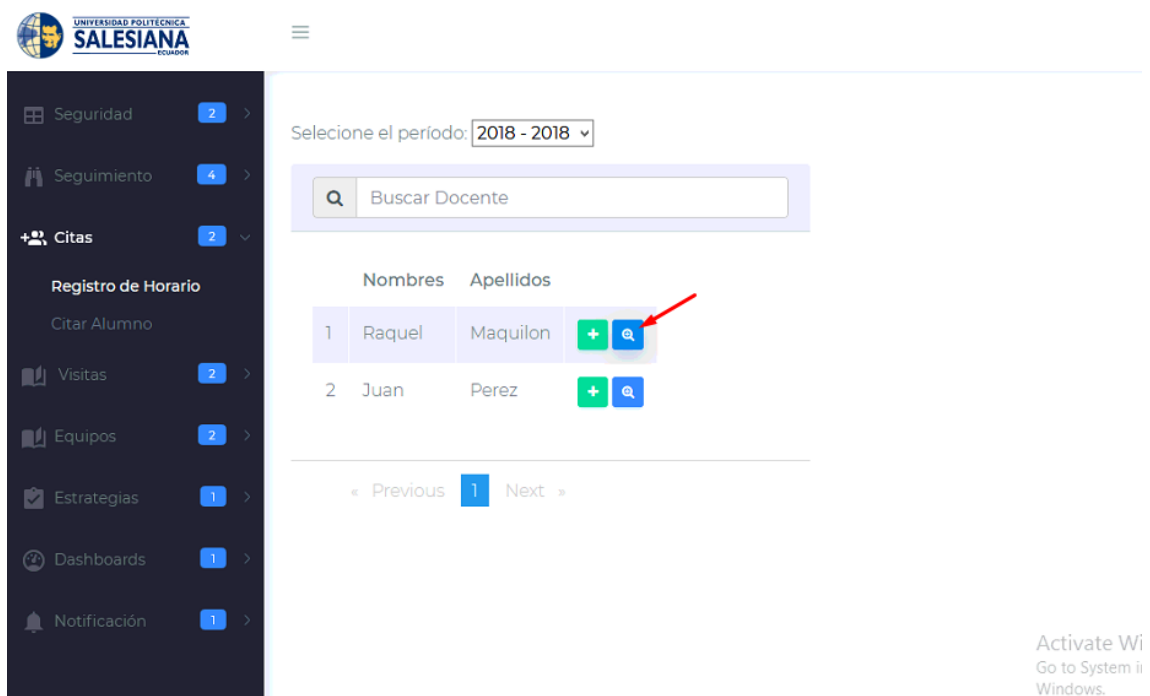 UNIVERSIDAD POLITÉCNICA
SALESIANA
ECUADOR
Seguridad 2
Seguimiento 4
Citas 2
Registro de Horario
Citar Alumno
Visitas 2
Equipos 2
Estrategias 1
Dashboards 1
Notificación 1
Selecione el período: 2018 - 2018
Buscar Docente
Nombres Apellidos
1 Raquel Maquilon
2 Juan Perez
« Previous 1 Next »
Activate Wi
Go to System i
Windows.